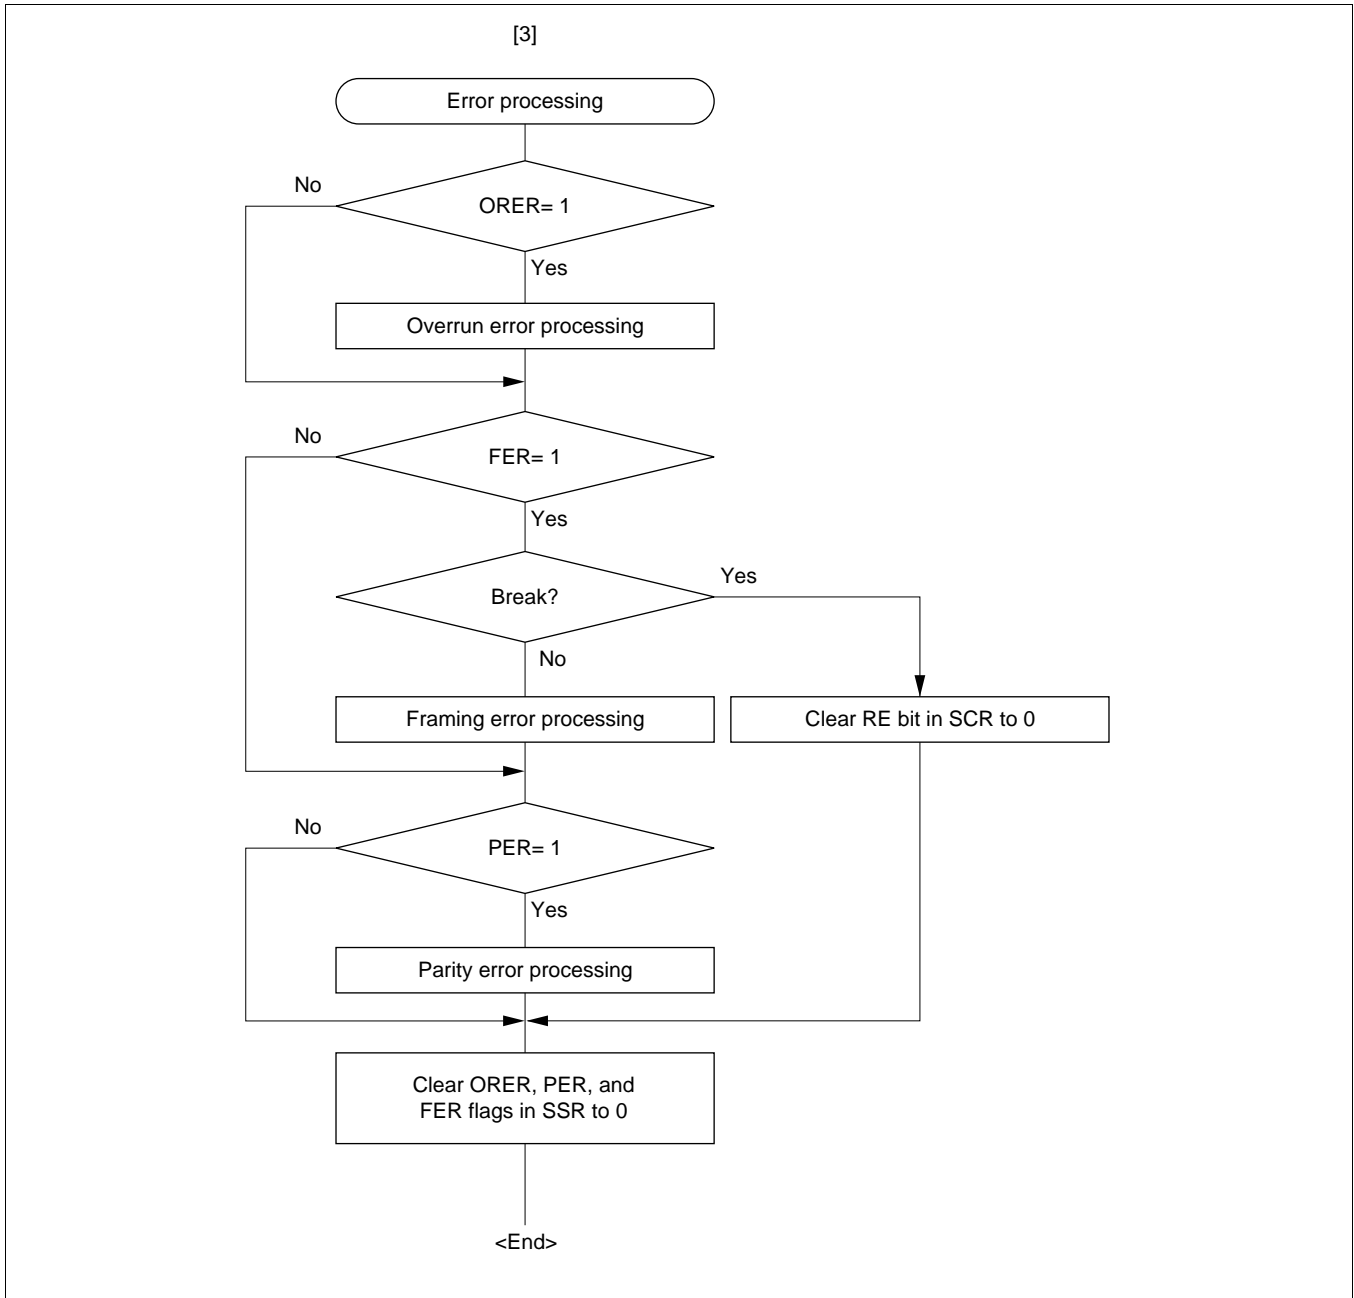 [3]
Error processing
No
ORER= 1
Yes
Overrun error processing
No
FER= 1
Yes
Break?
Yes
No
Framing error processing
Clear RE bit in SCR to 0
No
PER= 1
Yes
Parity error processing
Clear ORER, PER, and
FER flags in SSR to 0
<End>